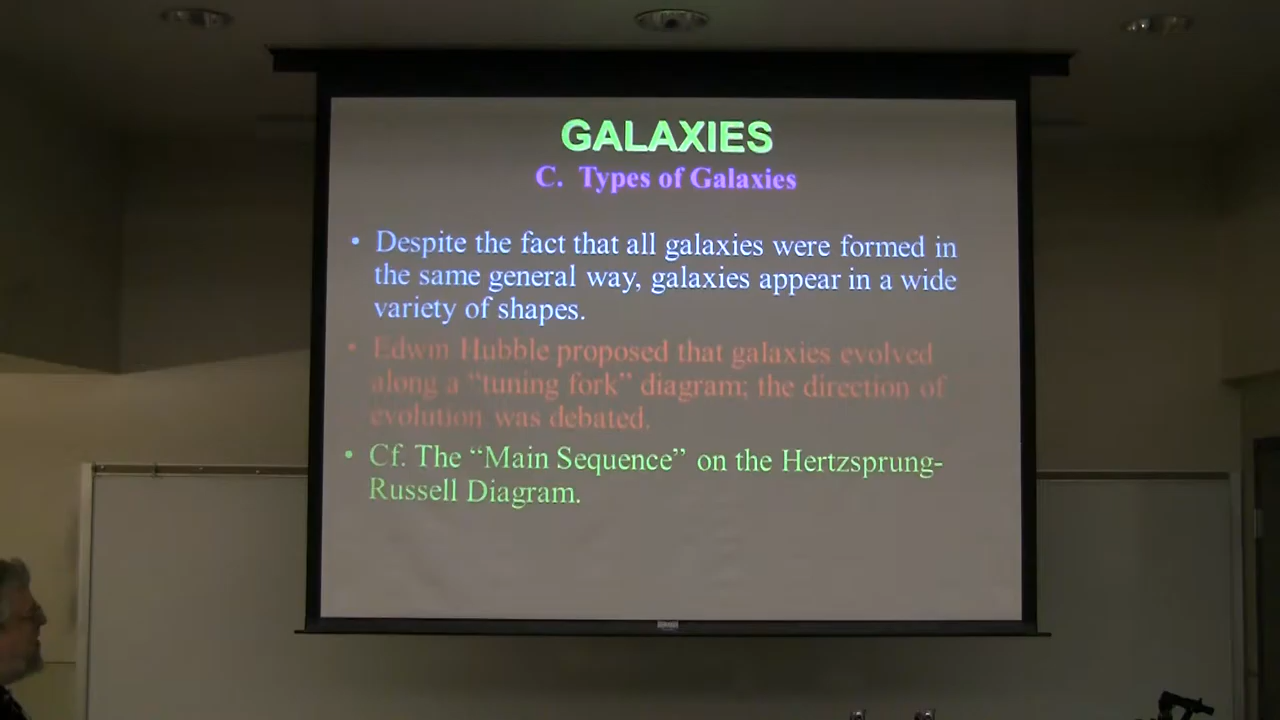 GALAXIES
C. Types of Galaxies
• Despite the fact that all galaxies were formed in
the same general way, galaxies appear in a wide
variety of shapes.
• Edwin Hubble proposed that galaxies evolved
along a “tuning fork” diagram; the direction of
evolution was debated.
• Cf. The “Main Sequence” on the Hertzsprung-
Russell Diagram.